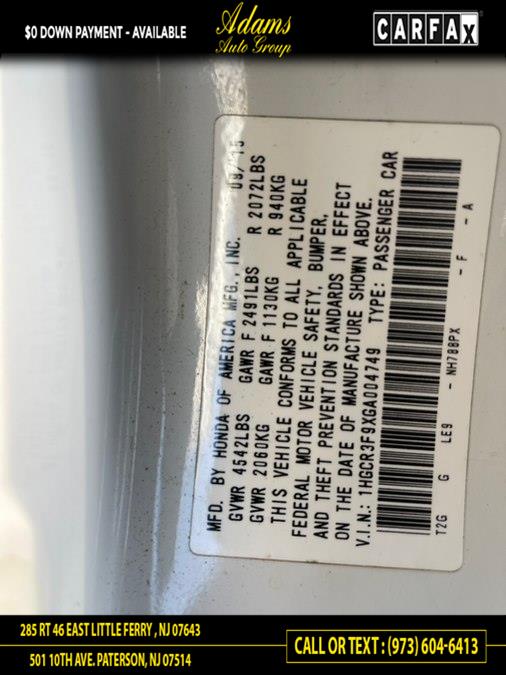 $0 DOWN PAYMENT - AVAILABLE
Adams
Auto Group
CARFAX
MFD. BY HONDA OF AMERICA MFG., INC. 09/15
GVWR 4542LBS GAWR F 2491LBS R 2072LBS
GVWR 2060KG GAWR F 1130KG R 940KG
THIS VEHICLE CONFORMS TO ALL APPLICABLE
FEDERAL MOTOR VEHICLE SAFETY, BUMPER,
AND THEFT PREVENTION STANDARDS IN EFFECT
ON THE DATE OF MANUFACTURE SHOWN ABOVE.
V.I.N.: 1HGCR3F9XGA004749 TYPE: PASSENGER CAR
T2G G LE9 - NH788PX - F - A
285 RT 46 EAST LITTLE FERRY , NJ 07643
501 10TH AVE. PATERSON, NJ 07514
CALL OR TEXT : (973) 604-6413